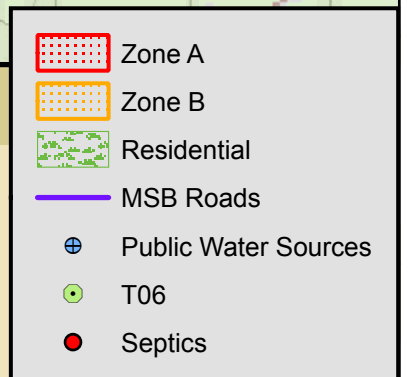 Zone A
Zone B
Residential
MSB Roads
Public Water Sources
T06
Septics